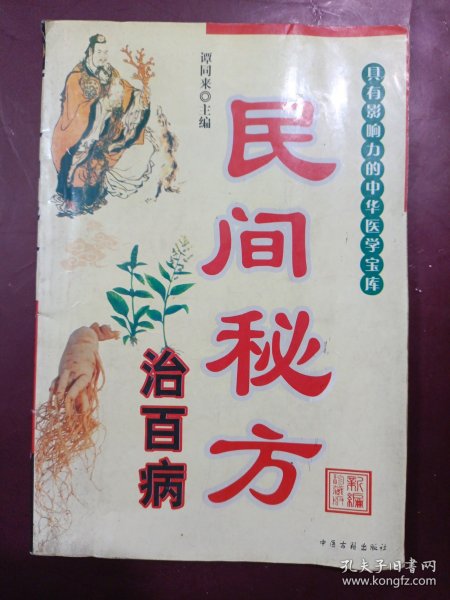 具有影响力的中华医学宝库
谭同来◎主编
民间秘方
治百病
新编
珍藏版
中医古籍出版社
孔夫子旧书网
www.kongfz.com